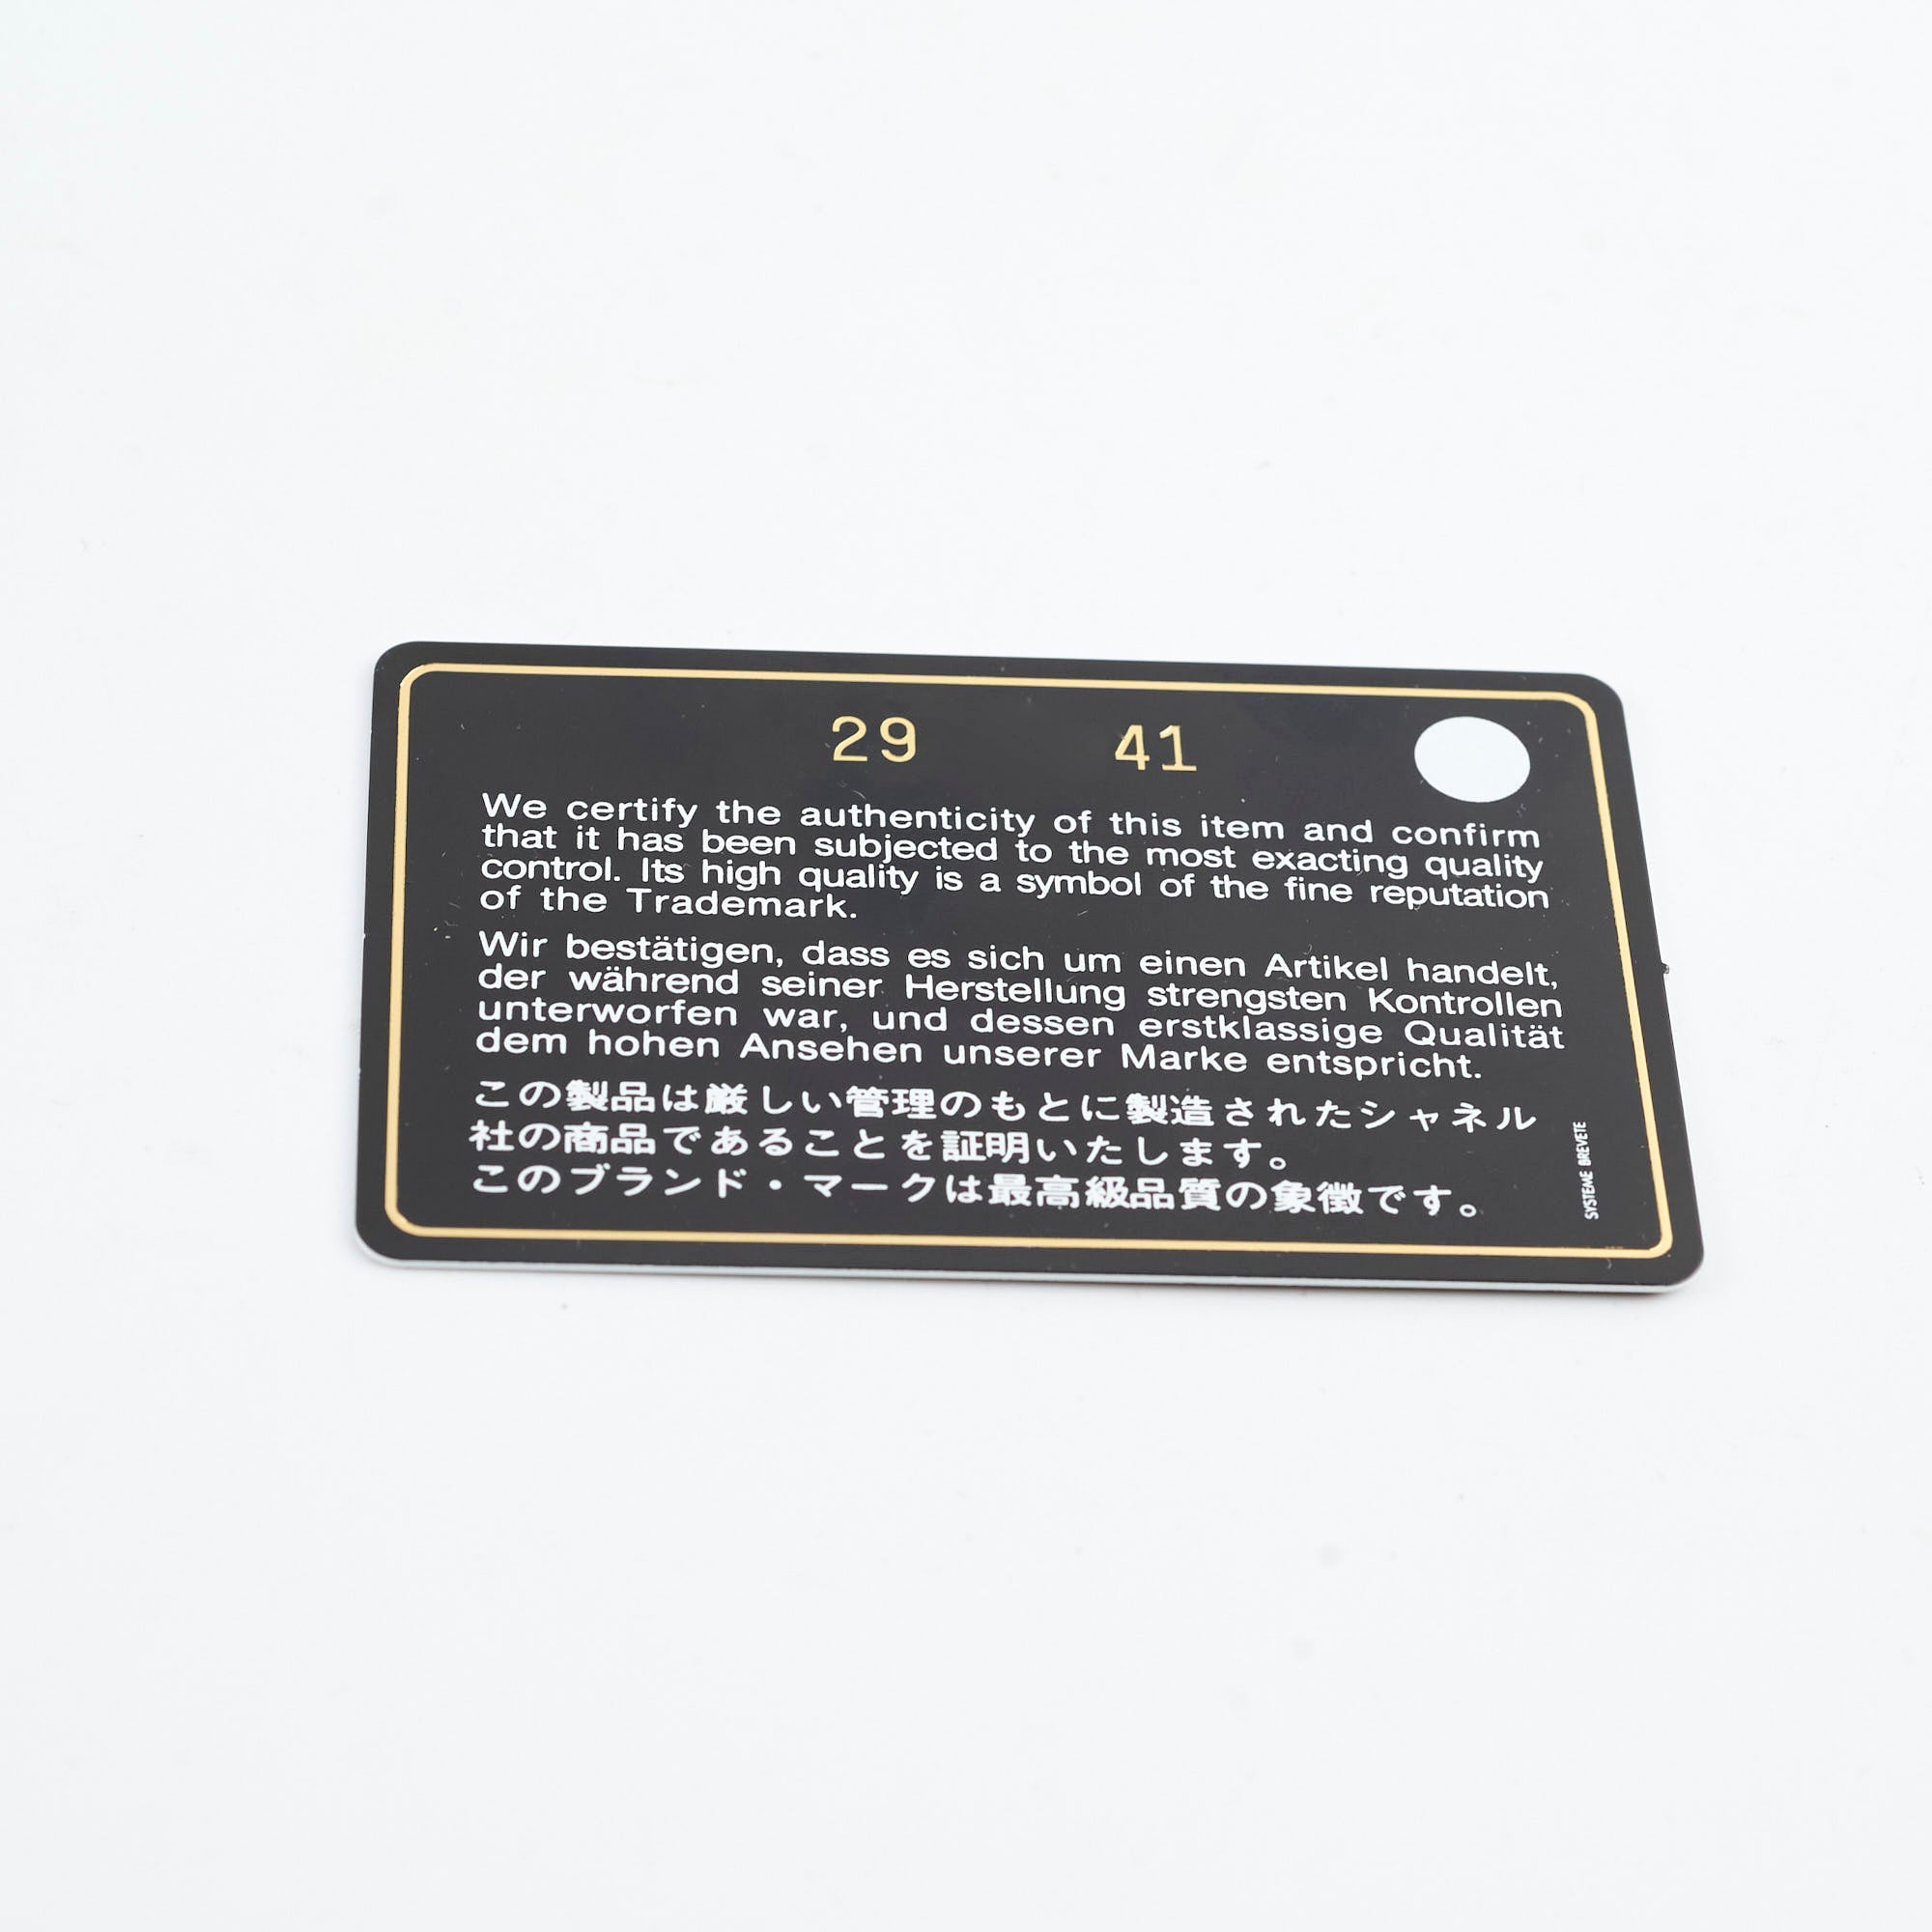 29 41
We certify the authenticity of this item and confirm
that it has been subjected to the most exacting quality
control. Its high quality is a symbol of the fine reputation
of the Trademark.
Wir bestätigen, dass es sich um einen Artikel handelt,
der während seiner Herstellung strengsten Kontrollen
unterworfen war, und dessen erstklassige Qualität
dem hohen Ansehen unserer Marke entspricht.
この製品は厳しい管理のもとに製造されたシャネル
社の商品であることを証明いたします。
このブランド・マークは最高級品質の象徴です。
SYSTEME BREVETE